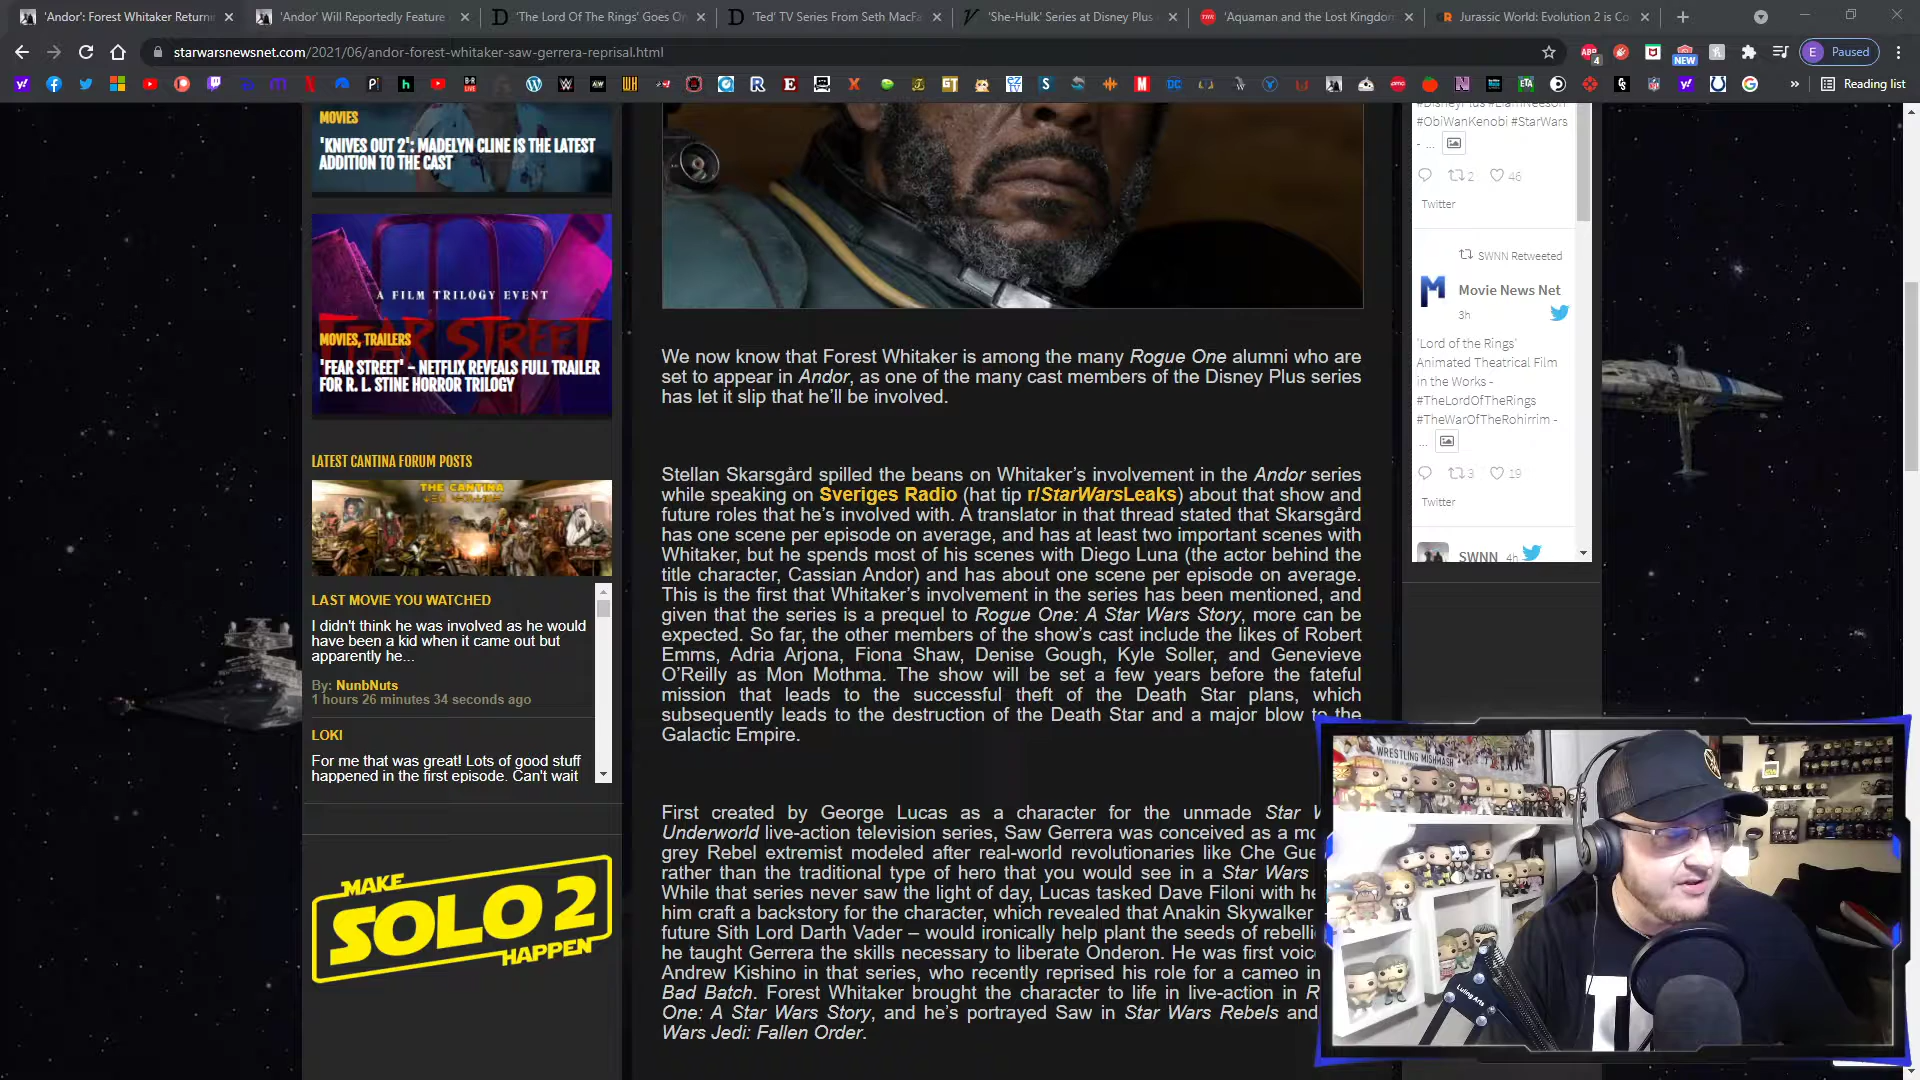 'Andor': Forest Whitaker Returni
'Andor' Will Reportedly Feature
'The Lord Of The Rings' Goes O
'Ted' TV Series From Seth MacFa
'She-Hulk' Series at Disney Plus
'Aquaman and the Lost Kingdom
Jurassic World: Evolution 2 is Co
starwarsnewsnet.com/2021/06/andor-forest-whitaker-saw-gerrera-reprisal.html
4
NEW
E Paused
Reading list
MOVIES
'KNIVES OUT 2': MADELYN CLINE IS THE LATEST
ADDITION TO THE CAST
A FILM TRILOGY EVENT
FEAR STREET
MOVIES, TRAILERS
'FEAR STREET' – NETFLIX REVEALS FULL TRAILER
FOR R. L. STINE HORROR TRILOGY
LATEST CANTINA FORUM POSTS
THE CANTINA
LAST MOVIE YOU WATCHED
I didn't think he was involved as he would
have been a kid when it came out but
apparently he...
By: NunbNuts
1 hours 26 minutes 34 seconds ago
LOKI
For me that was great! Lots of good stuff
happened in the first episode. Can't wait
MAKE
SOLO 2
HAPPEN
We now know that Forest Whitaker is among the many Rogue One alumni who are
set to appear in Andor, as one of the many cast members of the Disney Plus series
has let it slip that he'll be involved.
Stellan Skarsgård spilled the beans on Whitaker's involvement in the Andor series
while speaking on Sveriges Radio (hat tip r/StarWarsLeaks) about that show and
future roles that he's involved with. A translator in that thread stated that Skarsgård
has one scene per episode on average, and has at least two important scenes with
Whitaker, but he spends most of his scenes with Diego Luna (the actor behind the
title character, Cassian Andor) and has about one scene per episode on average.
This is the first that Whitaker's involvement in the series has been mentioned, and
given that the series is a prequel to Rogue One: A Star Wars Story, more can be
expected. So far, the other members of the show's cast include the likes of Robert
Emms, Adria Arjona, Fiona Shaw, Denise Gough, Kyle Soller, and Genevieve
O'Reilly as Mon Mothma. The show will be set a few years before the fateful
mission that leads to the successful theft of the Death Star plans, which
subsequently leads to the destruction of the Death Star and a major blow to the
Galactic Empire.
First created by George Lucas as a character for the unmade Star W
Underworld live-action television series, Saw Gerrera was conceived as a mo
grey Rebel extremist modeled after real-world revolutionaries like Che Gue
rather than the traditional type of hero that you would see in a Star Wars
While that series never saw the light of day, Lucas tasked Dave Filoni with he
him craft a backstory for the character, which revealed that Anakin Skywalker
future Sith Lord Darth Vader – would ironically help plant the seeds of rebelli
he taught Gerrera the skills necessary to liberate Onderon. He was first voic
Andrew Kishino in that series, who recently reprised his role for a cameo in
Bad Batch. Forest Whitaker brought the character to life in live-action in R
One: A Star Wars Story, and he's portrayed Saw in Star Wars Rebels and
Wars Jedi: Fallen Order.
#DisneyPlus #LiamNeeson
#ObiWanKenobi #StarWars
- ...
2 46
Twitter
SWNN Retweeted
Movie News Net
3h
'Lord of the Rings'
Animated Theatrical Film
in the Works -
#TheLordOfTheRings
#TheWarOfTheRohirrim -
...
3 19
Twitter
SWNN 4h
WRESTLING MISHMASH
Luling Arts